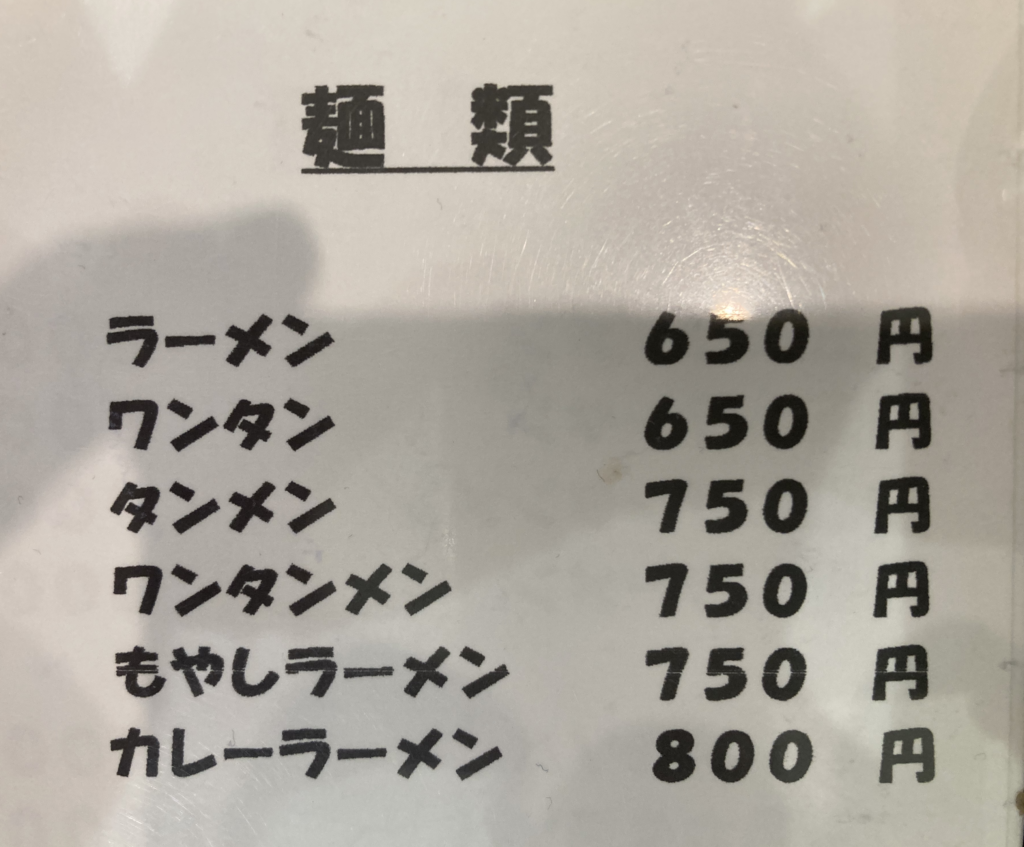 麺 類
ラーメン 650 円
ワンタン 650 円
タンメン 750 円
ワンタンメン 750 円
もやしラーメン 750 円
カレーラーメン 800 円